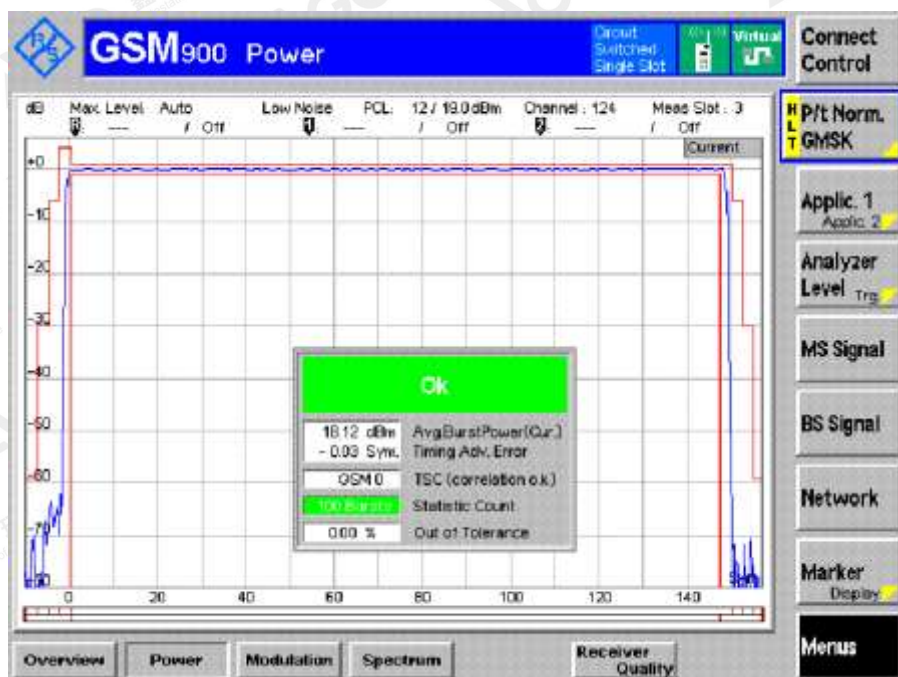 R/S
GSM900 Power
Circuit
Switched
Single Slot
Virtual
Connect
Control
dB Max. Level: Auto Low Noise PCL: 12 / 19.0 dBm Channel: 124 Meas Slot: 3
--- / Off 1 --- / Off 2 --- / Off
Current
H
L
T
P/t Norm.
GMSK
Applic. 1
Applic. 2
Analyzer
Level Trg.
MS Signal
BS Signal
Network
Marker
Display
Menus
+0
-10
-20
-30
-40
-50
-60
-70
Ok
18.12 dBm Avg.BurstPower(Cur.)
- 0.03 Sym. Timing Adv. Error
GSM 0 TSC (correlation o.k.)
100 Bursts Statistic Count
0.00 % Out of Tolerance
0 20 40 60 80 100 120 140
Overview Power Modulation Spectrum Receiver
Quality